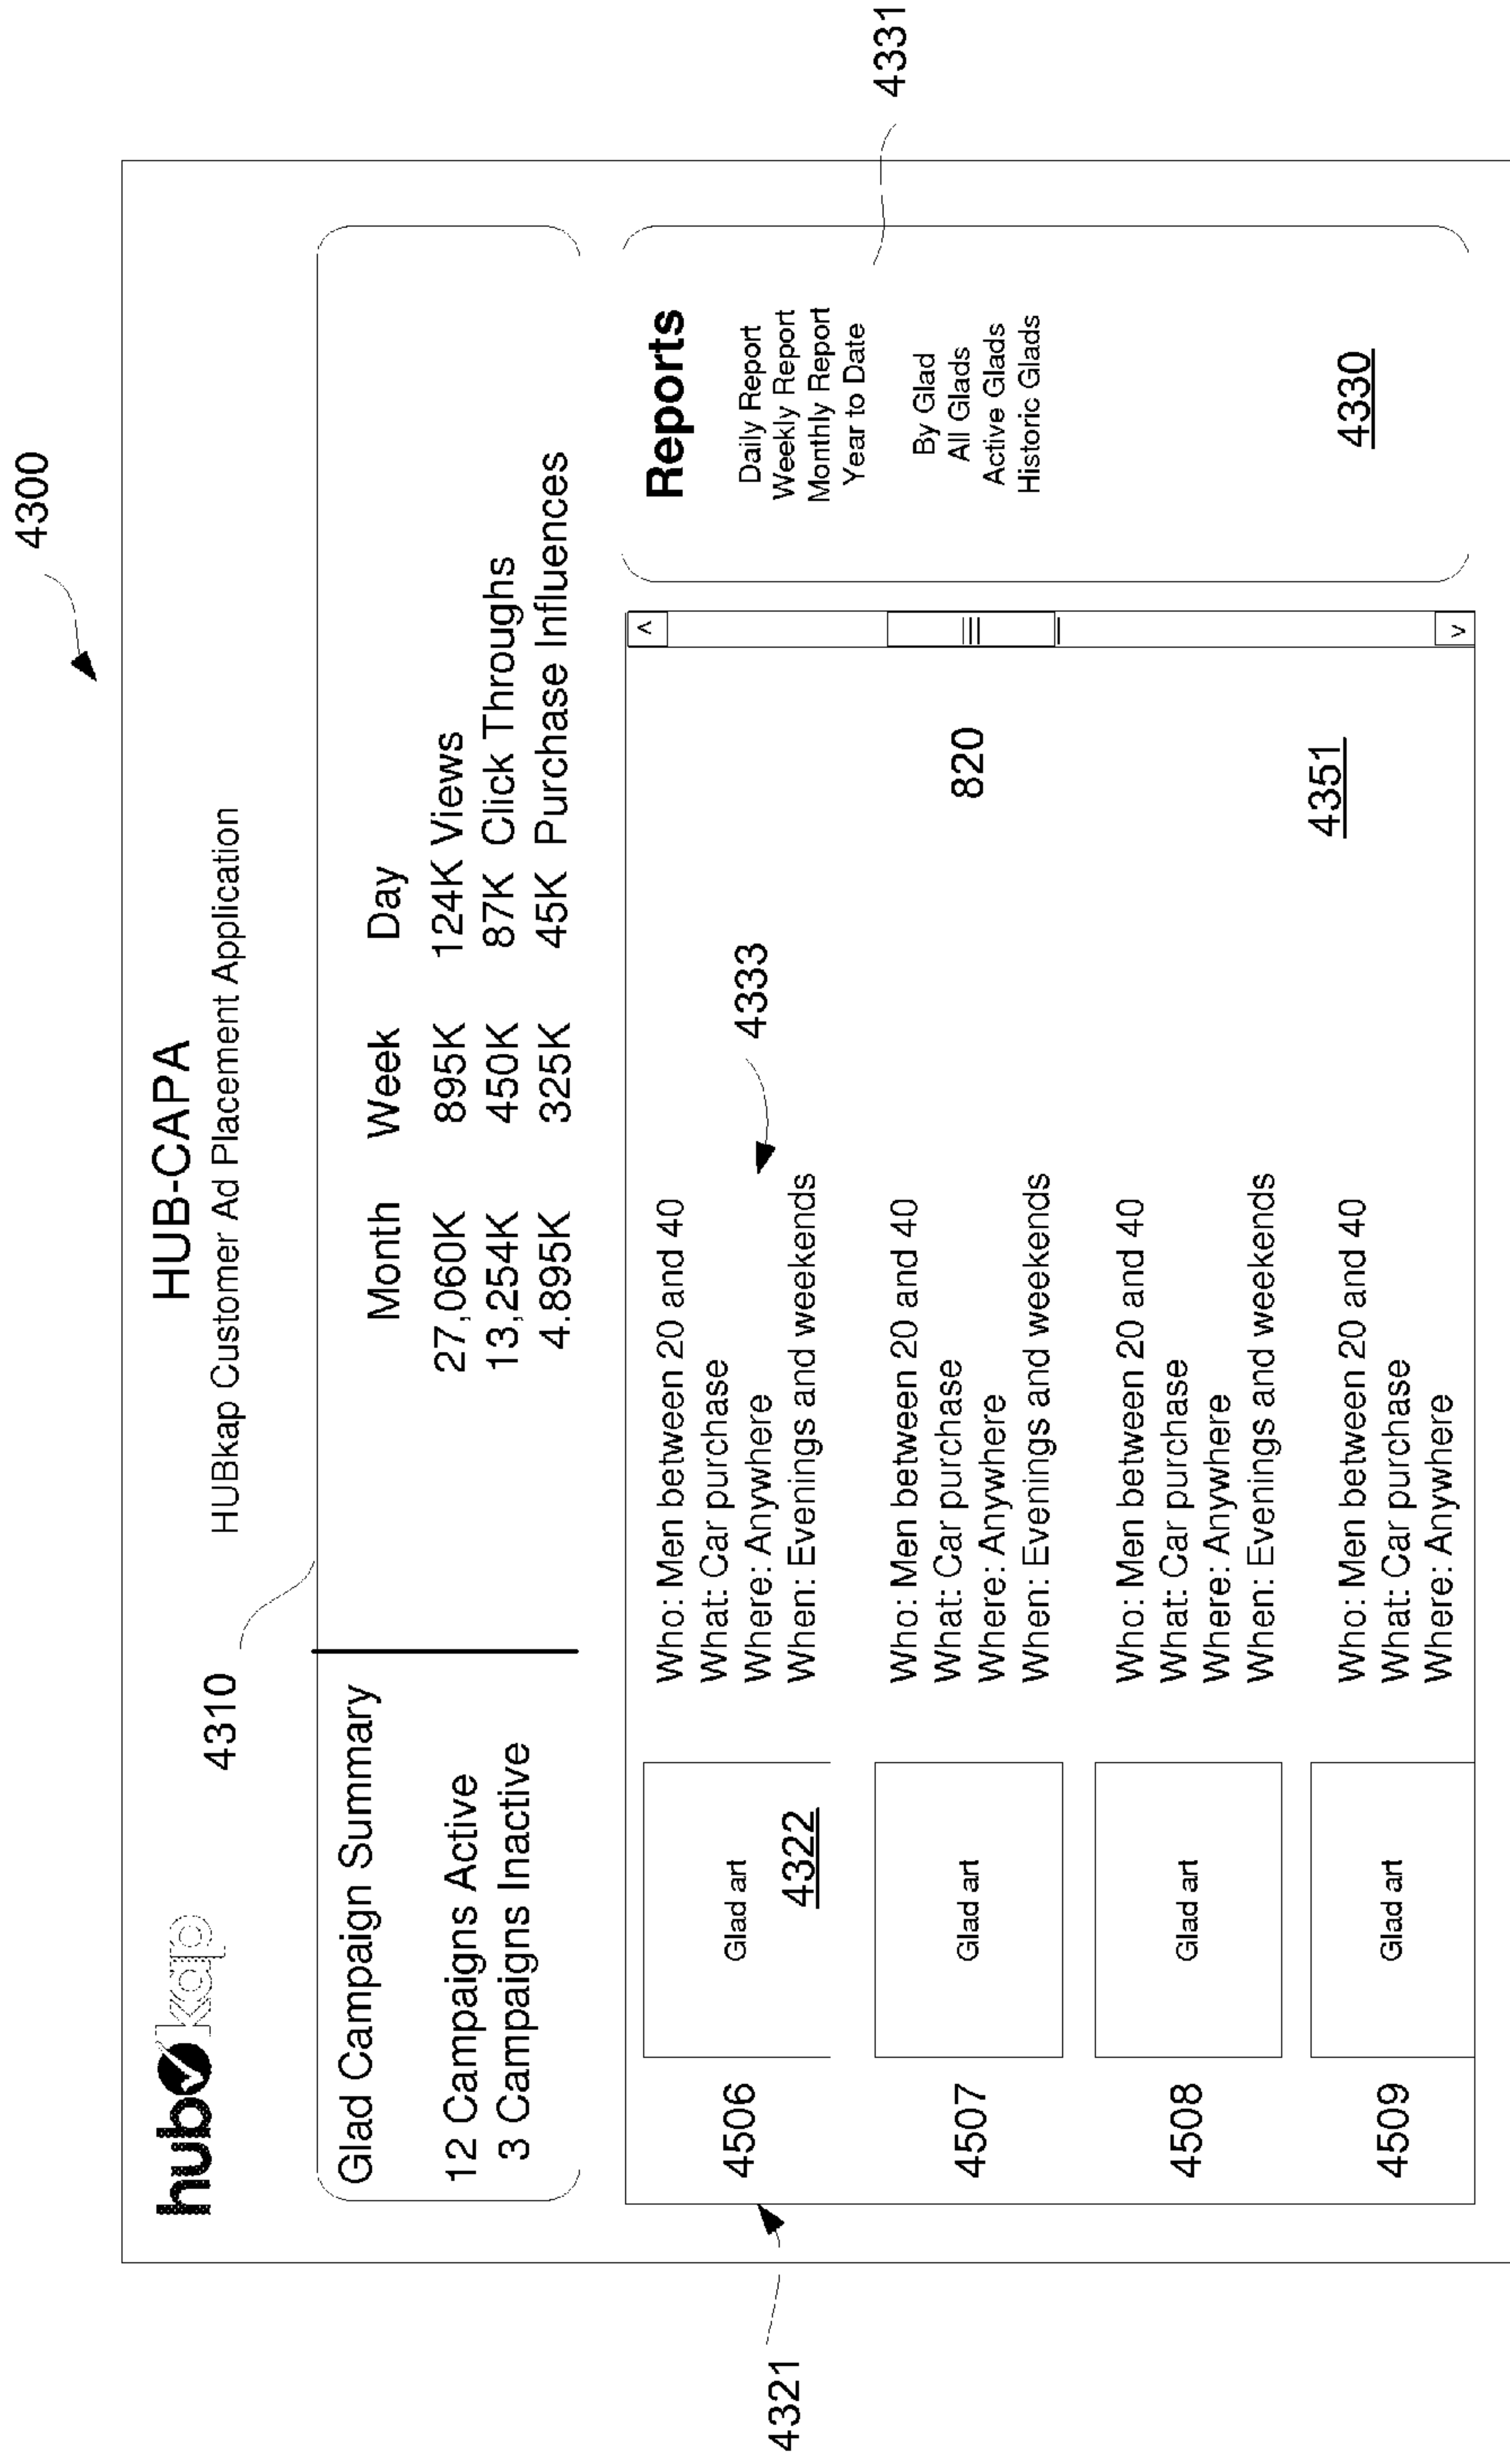 4300
hub kap
HUB-CAPA
HUBkap Customer Ad Placement Application
4310
Glad Campaign Summary
12 Campaigns Active
3 Campaigns Inactive
Month Week Day
27,060K 895K 124K Views
13,254K 450K 87K Click Throughs
4.895K 325K 45K Purchase Influences
4321
4506
Glad art
4322
Who: Men between 20 and 40
What: Car purchase
Where: Anywhere
When: Evenings and weekends
4333
4507
Glad art
Who: Men between 20 and 40
What: Car purchase
Where: Anywhere
When: Evenings and weekends
820
4508
Glad art
Who: Men between 20 and 40
What: Car purchase
Where: Anywhere
When: Evenings and weekends
4509
Glad art
Who: Men between 20 and 40
What: Car purchase
Where: Anywhere
4351
Reports
Daily Report
Weekly Report
Monthly Report
Year to Date
By Glad
All Glads
Active Glads
Historic Glads
4330
4331